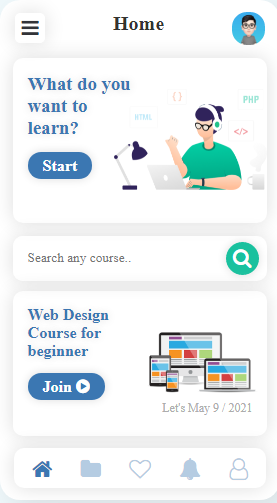 Home
What do you
want to
learn?
{ }
PHP
HTML
</>
Start
Search any course..
Web Design
Course for
beginner
Join
Let's May 9 / 2021